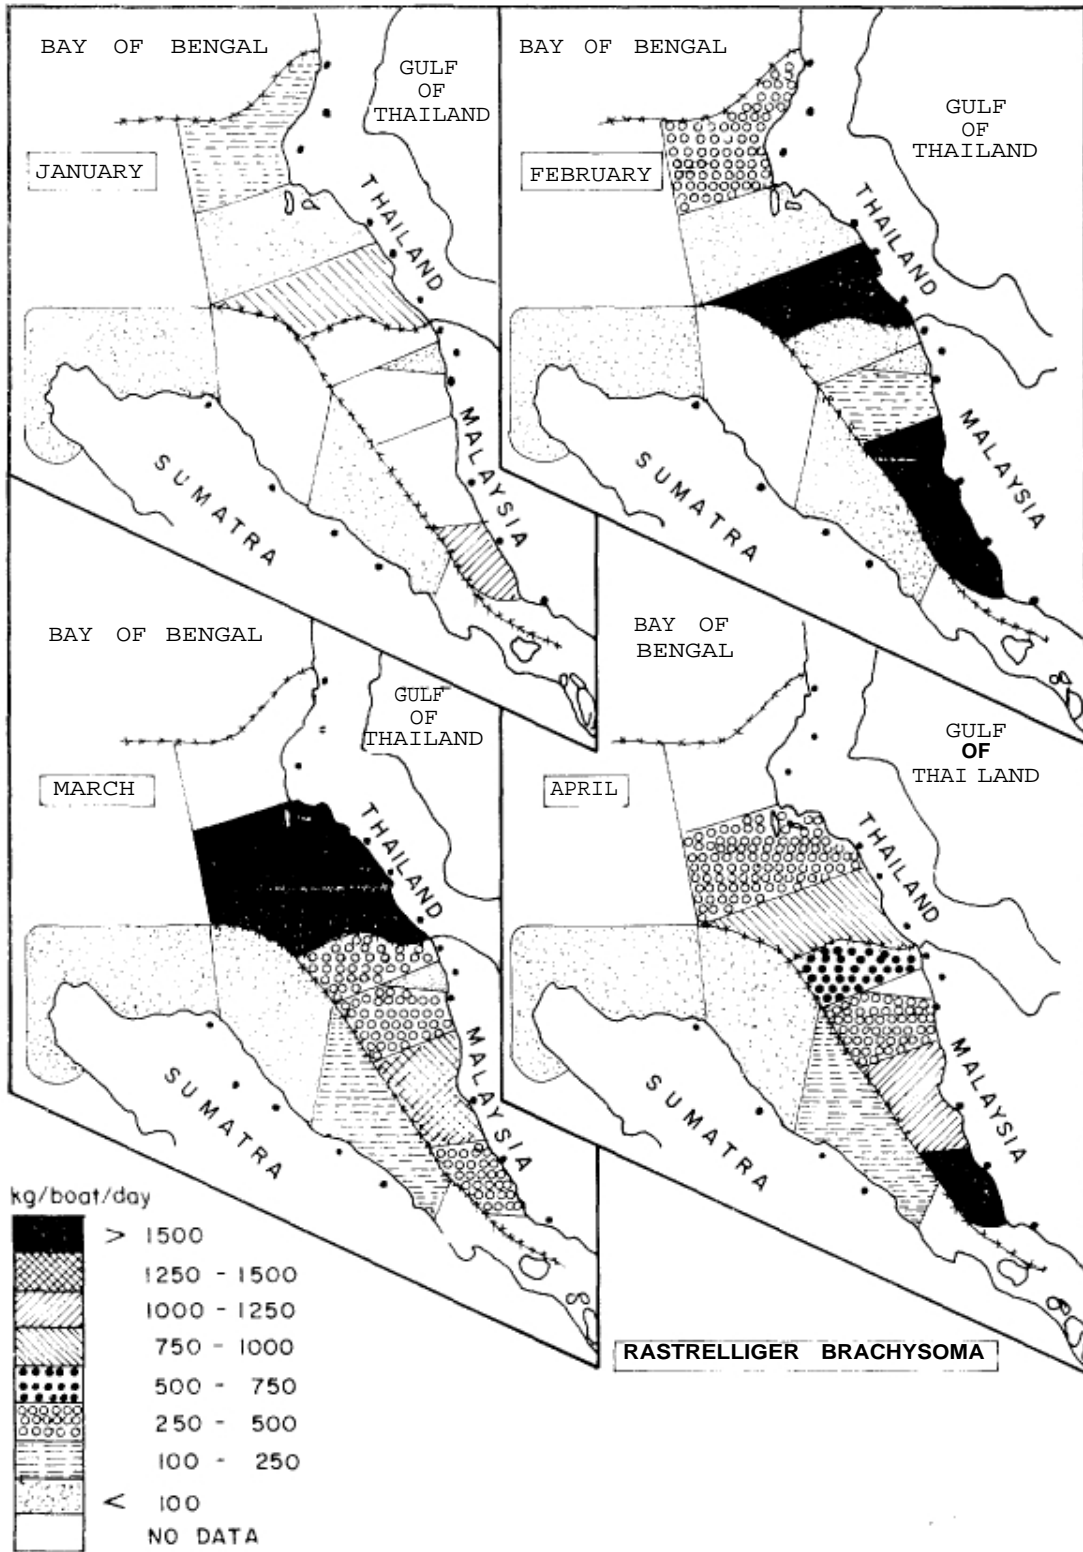 BAY OF BENGAL
GULF
OF
THAILAND
JANUARY
THAILAND
MALAYSIA
SUMATRA
BAY OF BENGAL
GULF
OF
THAILAND
FEBRUARY
THAILAND
MALAYSIA
SUMATRA
BAY OF BENGAL
GULF
OF
THAILAND
MARCH
THAILAND
MALAYSIA
SUMATRA
BAY OF
BENGAL
GULF
OF
THAI LAND
APRIL
THAILAND
MALAYSIA
SUMATRA
kg/boat/day
> 1500
1250 - 1500
1000 - 1250
750 - 1000
500 - 750
250 - 500
100 - 250
< 100
NO DATA
RASTRELLIGER BRACHYSOMA